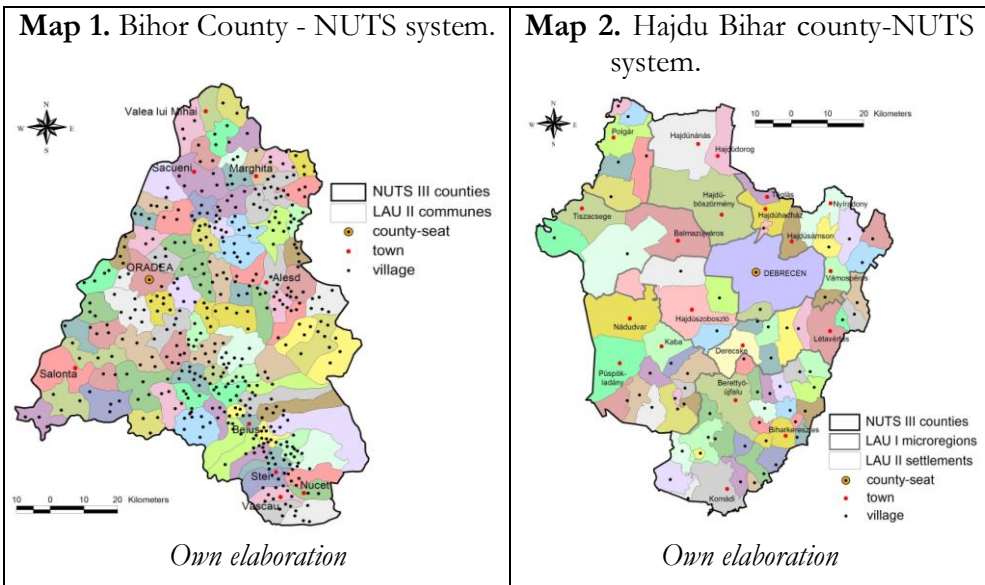 Map 1. Bihor County - NUTS system.
N
W
E
S
Valea lui Mihai
Sacueni
Marghita
ORADEA
Alesd
Salonta
Beius
Stei
Nucet
Vascau
NUTS III counties
LAU II communes
county-seat
town
village
10 0 10 20 Kilometers
Own elaboration
Map 2. Hajdu Bihar county-NUTS
system.
N
W
E
S
10 0 10 20 Kilometers
Polgár
Hajdúnánás
Hajdúdorog
Hajdú-
böszörmény
Téglás
Hajdúhadház
Nyíradony
Tiszacsege
Balmazújváros
Hajdúsámson
DEBRECEN
Vámospércs
Nádudvar
Hajdúszoboszló
Kaba
Létavértes
Derecske
Püspök-
ladány
Berettyó-
újfalu
Biharkeresztes
Komádi
NUTS III counties
LAU I microregions
LAU II settlements
county-seat
town
village
Own elaboration